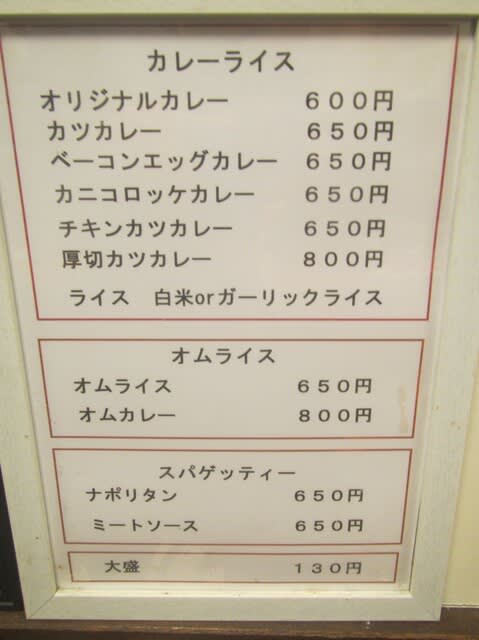 カレーライス
オリジナルカレー ６００円
カツカレー ６５０円
ベーコンエッグカレー ６５０円
カニコロッケカレー ６５０円
チキンカツカレー ６５０円
厚切カツカレー ８００円
ライス 白米orガーリックライス
オムライス
オムライス ６５０円
オムカレー ８００円
スパゲッティー
ナポリタン ６５０円
ミートソース ６５０円
大盛 １３０円